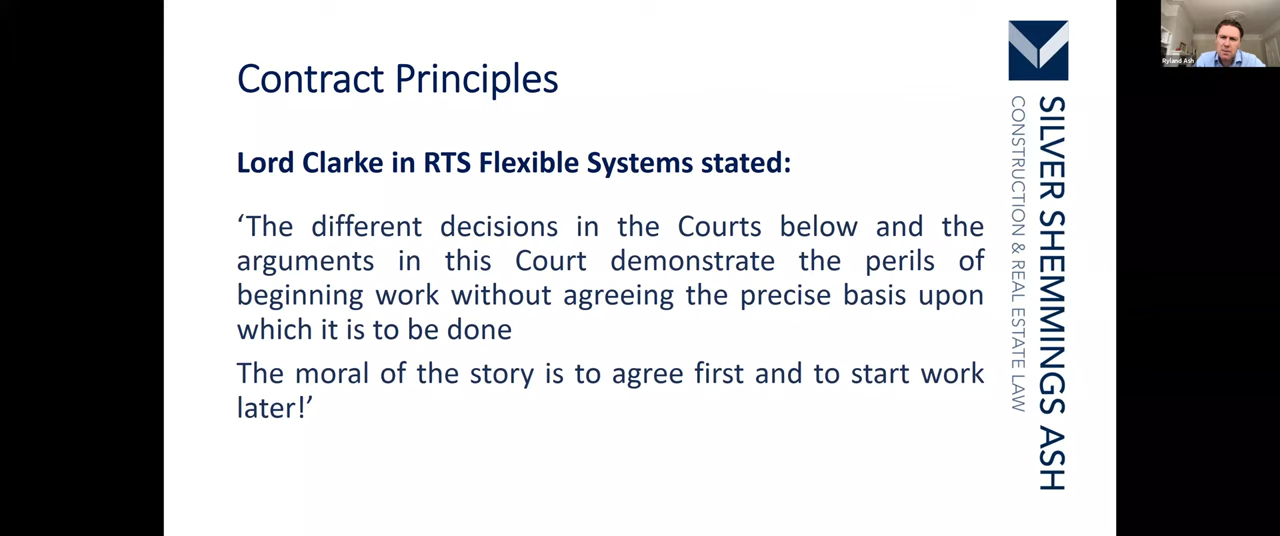 Contract Principles
Lord Clarke in RTS Flexible Systems stated:
‘The different decisions in the Courts below and the
arguments in this Court demonstrate the perils of
beginning work without agreeing the precise basis upon
which it is to be done
The moral of the story is to agree first and to start work
later!’
SILVER SHEMMINGS ASH
CONSTRUCTION & REAL ESTATE LAW
Ryland Ash